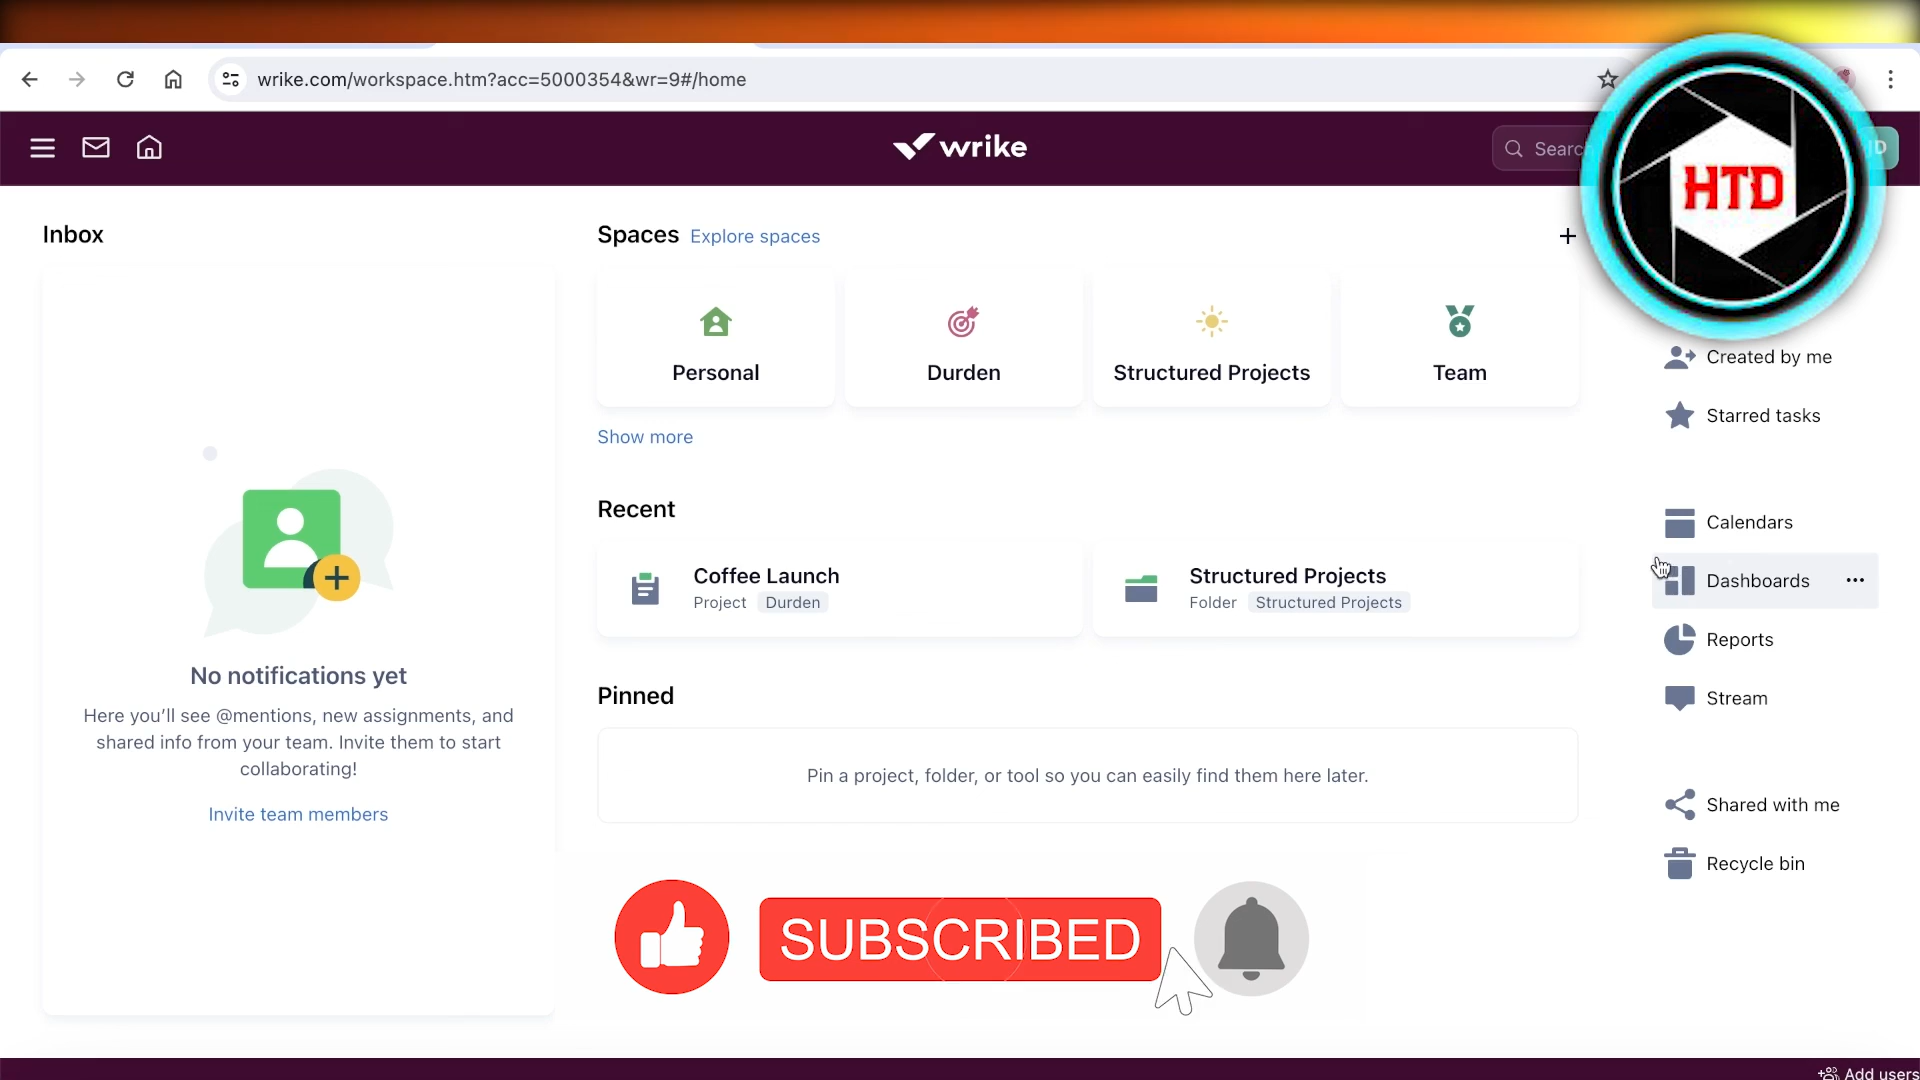 wrike.com/workspace.htm?acc=5000354&wr=9#/home
wrike
HTD
D
Inbox
Spaces Explore spaces
+
Personal
Durden
Structured Projects
Team
Show more
Created by me
Starred tasks
Recent
Coffee Launch
Project Durden
Structured Projects
Folder Structured Projects
Calendars
Dashboards
Reports
Stream
Pinned
Pin a project, folder, or tool so you can easily find them here later.
No notifications yet
Here you’ll see @mentions, new assignments, and
shared info from your team. Invite them to start
collaborating!
Invite team members
Shared with me
Recycle bin
SUBSCRIBED
Add users